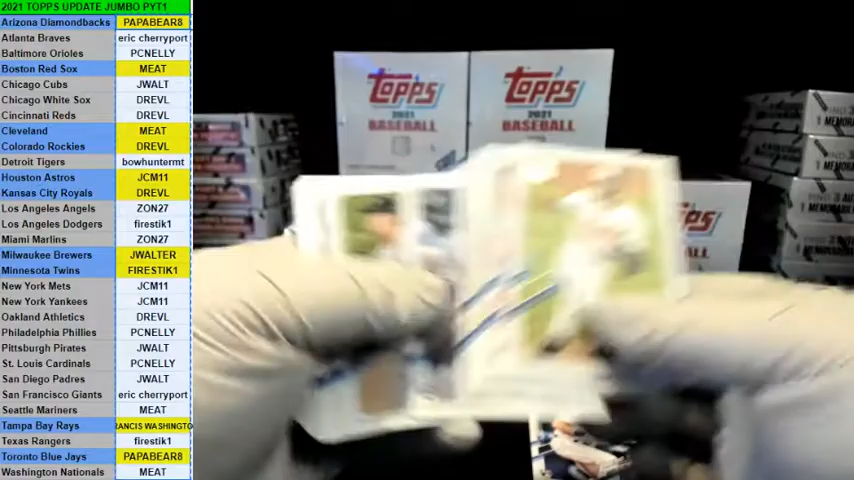 2021 TOPPS UPDATE JUMBO PYT1
Arizona Diamondbacks PAPABEAR8
Atlanta Braves eric cherryport
Baltimore Orioles PCNELLY
Boston Red Sox MEAT
Chicago Cubs JWALT
Chicago White Sox DREVL
Cincinnati Reds DREVL
Cleveland MEAT
Colorado Rockies DREVL
Detroit Tigers bowhuntermt
Houston Astros JCM11
Kansas City Royals DREVL
Los Angeles Angels ZON27
Los Angeles Dodgers firestik1
Miami Marlins ZON27
Milwaukee Brewers JWALTER
Minnesota Twins FIRESTIK1
New York Mets JCM11
New York Yankees JCM11
Oakland Athletics DREVL
Philadelphia Phillies PCNELLY
Pittsburgh Pirates JWALT
St. Louis Cardinals PCNELLY
San Diego Padres JWALT
San Francisco Giants eric cherryport
Seattle Mariners MEAT
Tampa Bay Rays RANCIS WASHINGTO
Texas Rangers firestik1
Toronto Blue Jays PAPABEAR8
Washington Nationals MEAT
TOPPS
2021
BASEBALL
TOPPS
2021
BASEBALL